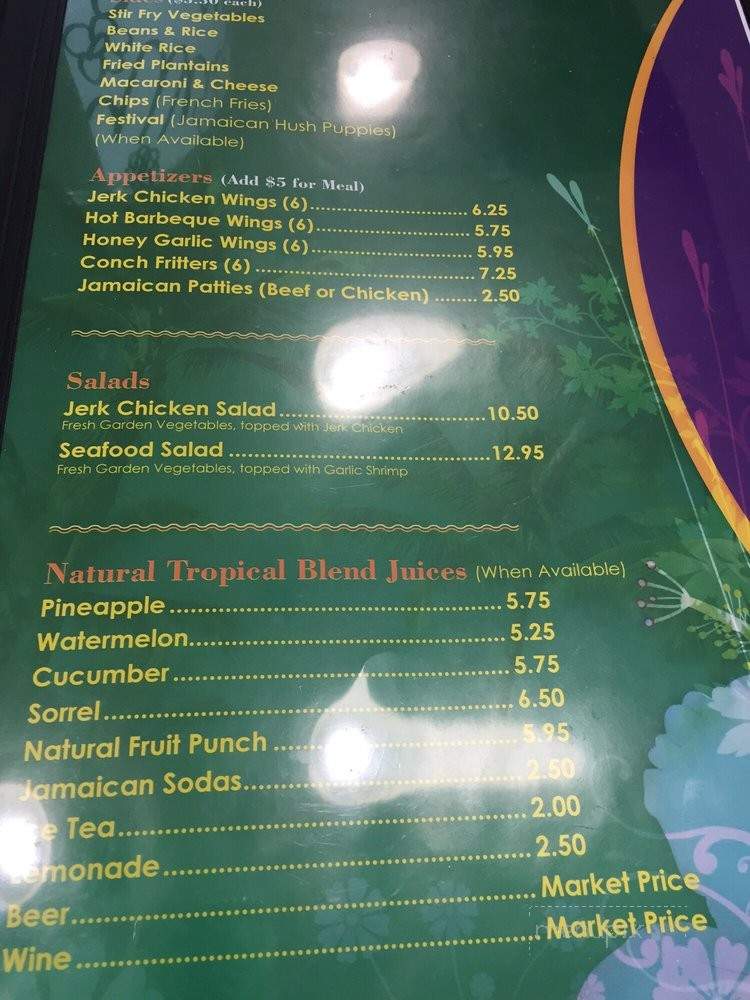 Sides ($3.50 each)
Stir Fry Vegetables
Beans & Rice
White Rice
Fried Plantains
Macaroni & Cheese
Chips (French Fries)
Festival (Jamaican Hush Puppies)
(When Available)
Appetizers (Add $5 for Meal)
Jerk Chicken Wings (6)................................ 6.25
Hot Barbeque Wings (6)............................... 5.75
Honey Garlic Wings (6)................................ 5.95
Conch Fritters (6) ........................................ 7.25
Jamaican Patties (Beef or Chicken) ........ 2.50
Salads
Jerk Chicken Salad..................................10.50
Fresh Garden Vegetables, topped with Jerk Chicken
Seafood Salad ..........................................12.95
Fresh Garden Vegetables, topped with Garlic Shrimp
Natural Tropical Blend Juices (When Available)
Pineapple ................................................ 5.75
Watermelon.............................................. 5.25
Cucumber ................................................. 5.75
Sorrel............................................................ 6.50
Natural Fruit Punch .................................... 5.95
Jamaican Sodas........................................ 2.50
e Tea............................................................ 2.00
Lemonade ..................................................... 2.50
Beer.................................................................. Market Price
Wine ................................................................. Market Price